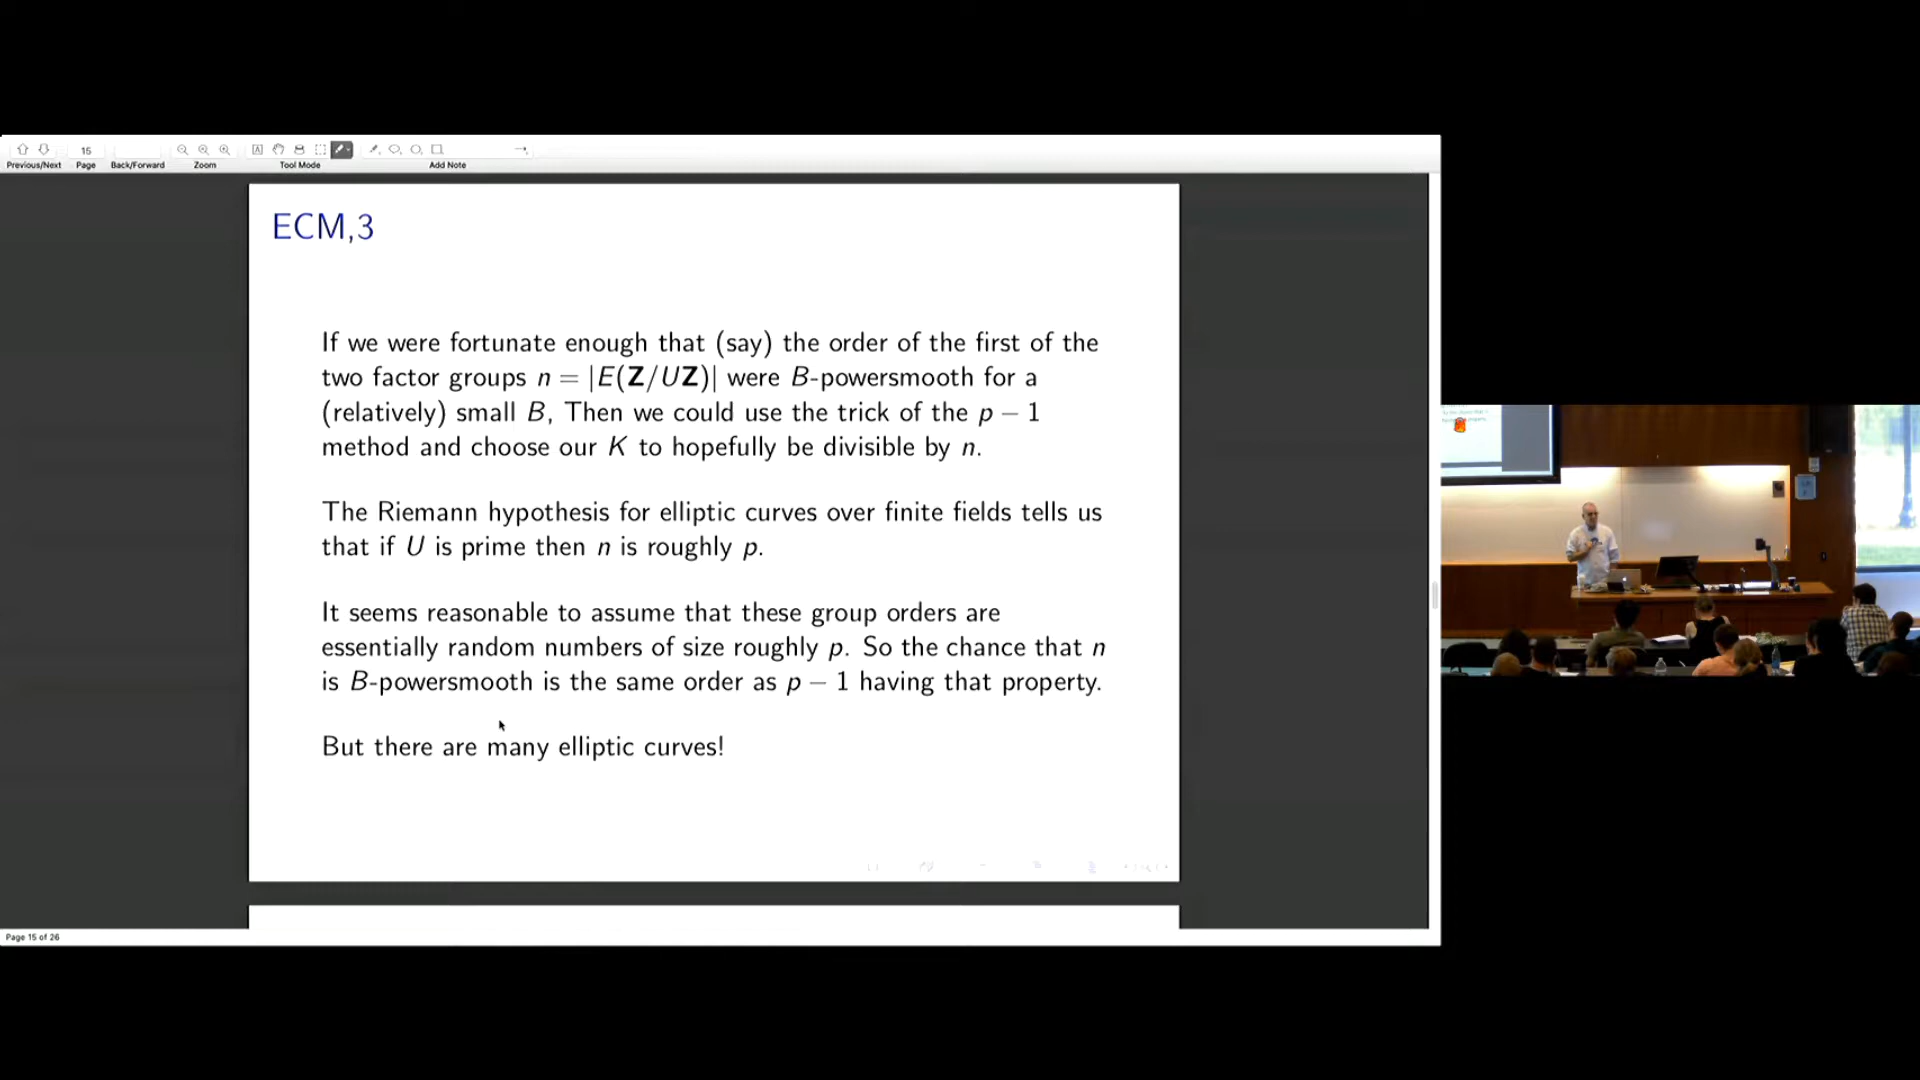 15
Previous/Next Page Back/Forward Zoom Tool Mode Add Note
ECM,3
If we were fortunate enough that (say) the order of the first of the
two factor groups n = |E(Z/UZ)| were B-powersmooth for a
(relatively) small B, Then we could use the trick of the p − 1
method and choose our K to hopefully be divisible by n.
The Riemann hypothesis for elliptic curves over finite fields tells us
that if U is prime then n is roughly p.
It seems reasonable to assume that these group orders are
essentially random numbers of size roughly p. So the chance that n
is B-powersmooth is the same order as p − 1 having that property.
But there are many elliptic curves!
Page 15 of 26